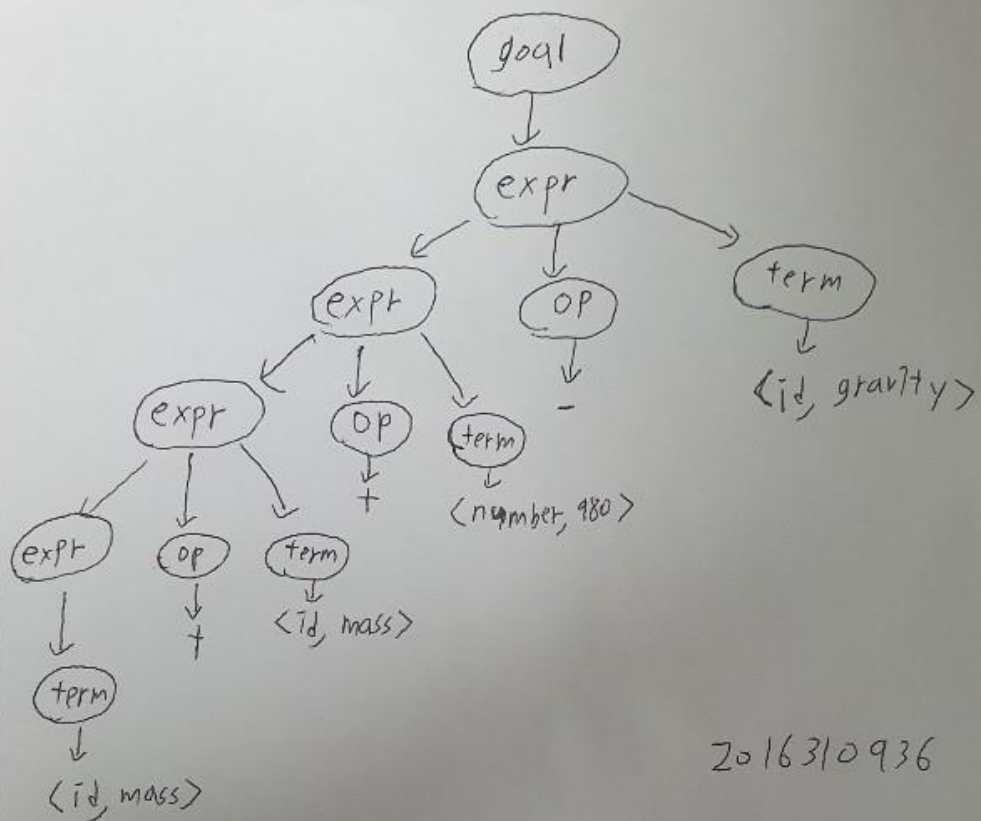 goal
expr
expr
op
term
-
<id, gravity>
expr
op
term
+
<number, 980>
expr
op
term
+
<id, mass>
term
<id, mass>
2016310936